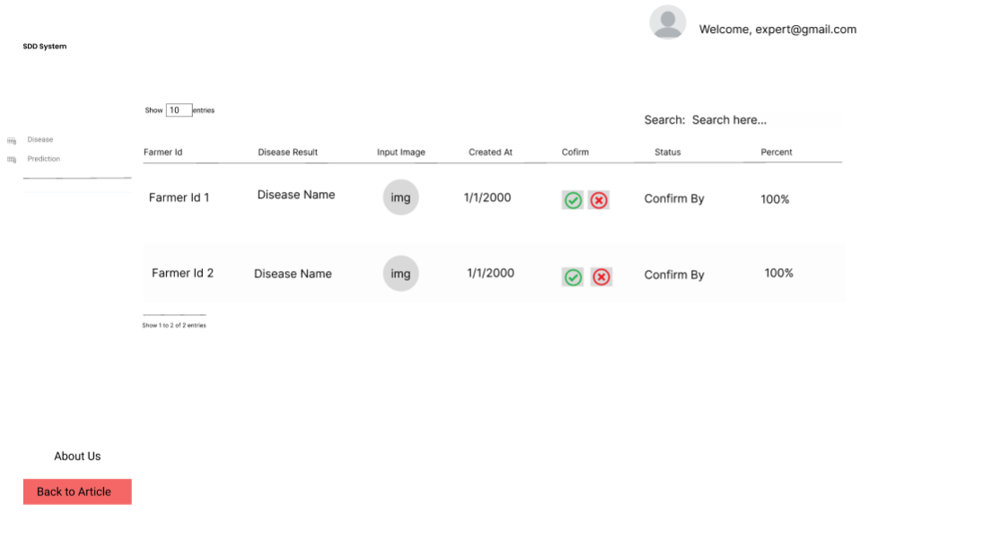 Welcome, expert@gmail.com
SDD System
Show 10 entries
Search: Search here...
Disease
Prediction
Farmer Id Disease Result Input Image Created At Cofirm Status Percent
Farmer Id 1 Disease Name img 1/1/2000 Confirm By 100%
Farmer Id 2 Disease Name img 1/1/2000 Confirm By 100%
Show 1 to 2 of 2 entries
About Us
Back to Article